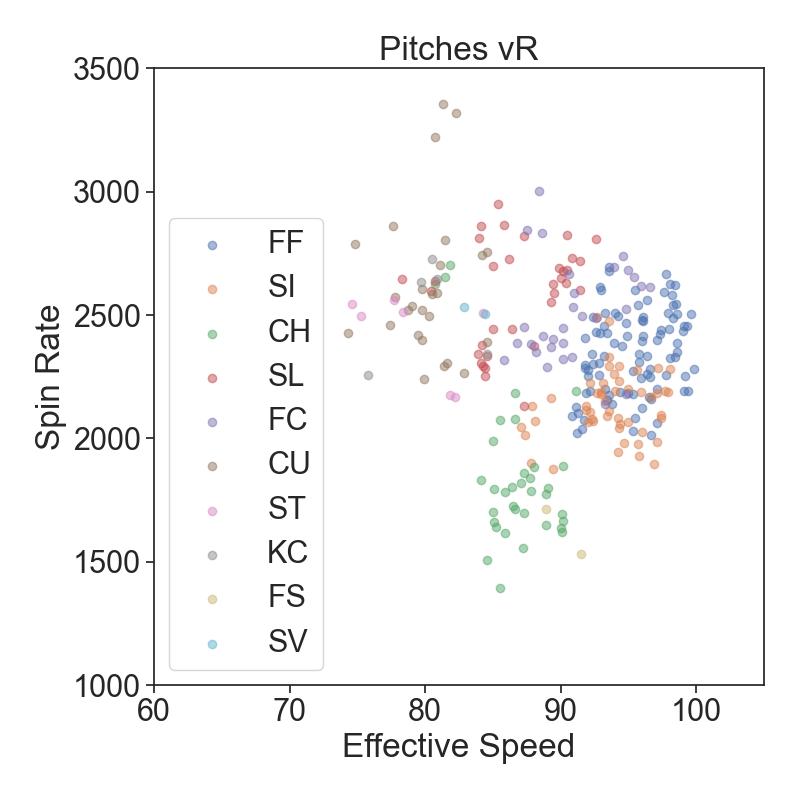 Pitches vR
3500
3000
2500
2000
1500
1000
Spin Rate
FF
SI
CH
SL
FC
CU
ST
KC
FS
SV
60 70 80 90 100
Effective Speed